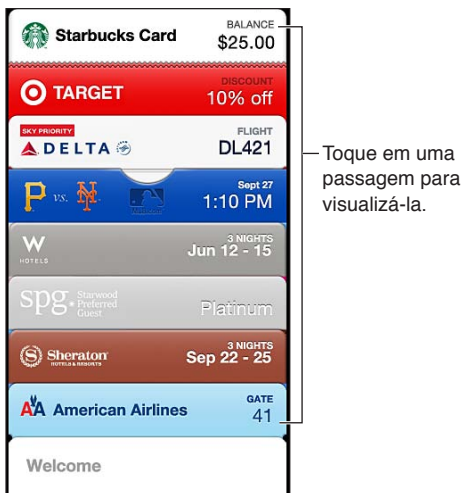 Starbucks Card
BALANCE
$25.00
TARGET
DISCOUNT
10% off
SKY PRIORITY
DELTA
FLIGHT
DL421
P vs. NY
Sept 27
1:10 PM
W
HOTELS
3 NIGHTS
Jun 12 - 15
spg Starwood
Preferred
Guest
Platinum
S Sheraton
HOTELS & RESORTS
3 NIGHTS
Sep 22 - 25
AA American Airlines
GATE
41
Welcome
Toque em uma
passagem para
visualizá-la.